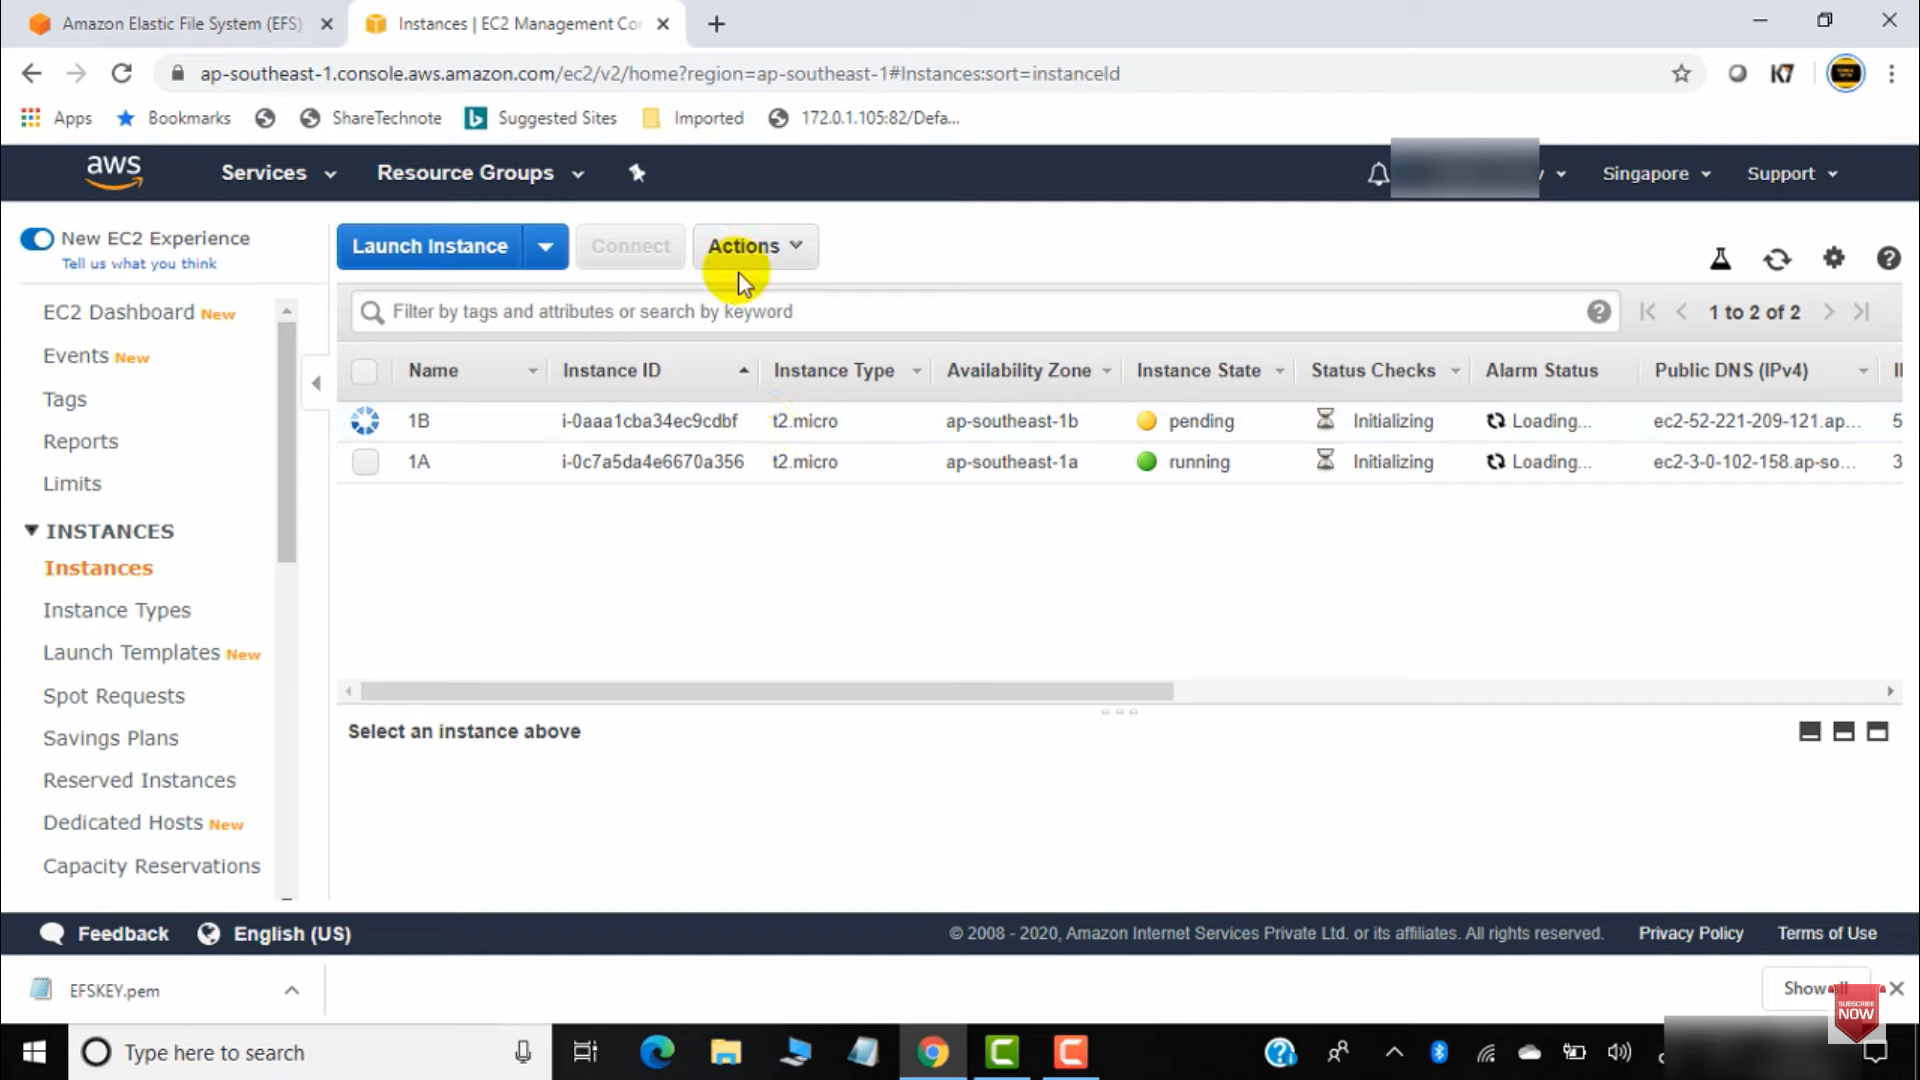 Amazon Elastic File System (EFS)
Instances | EC2 Management Cor
ap-southeast-1.console.aws.amazon.com/ec2/v2/home?region=ap-southeast-1#Instances:sort=instanceId
K7
Apps
Bookmarks
ShareTechnote
Suggested Sites
Imported
172.0.1.105:82/Defa...
aws
Services
Resource Groups
Singapore
Support
New EC2 Experience
Tell us what you think
Launch Instance
Connect
Actions
Filter by tags and attributes or search by keyword
1 to 2 of 2
EC2 Dashboard New
Events New
Tags
Reports
Limits
INSTANCES
Instances
Instance Types
Launch Templates New
Spot Requests
Savings Plans
Reserved Instances
Dedicated Hosts New
Capacity Reservations
Name Instance ID Instance Type Availability Zone Instance State Status Checks Alarm Status Public DNS (IPv4)
1B i-0aaa1cba34ec9cdbf t2.micro ap-southeast-1b pending Initializing Loading... ec2-52-221-209-121.ap... 5
1A i-0c7a5da4e6670a356 t2.micro ap-southeast-1a running Initializing Loading... ec2-3-0-102-158.ap-so... 3
Select an instance above
Feedback
English (US)
© 2008 - 2020, Amazon Internet Services Private Ltd. or its affiliates. All rights reserved.
Privacy Policy
Terms of Use
EFSKEY.pem
Show all
SUBSCRIBE
NOW
Type here to search